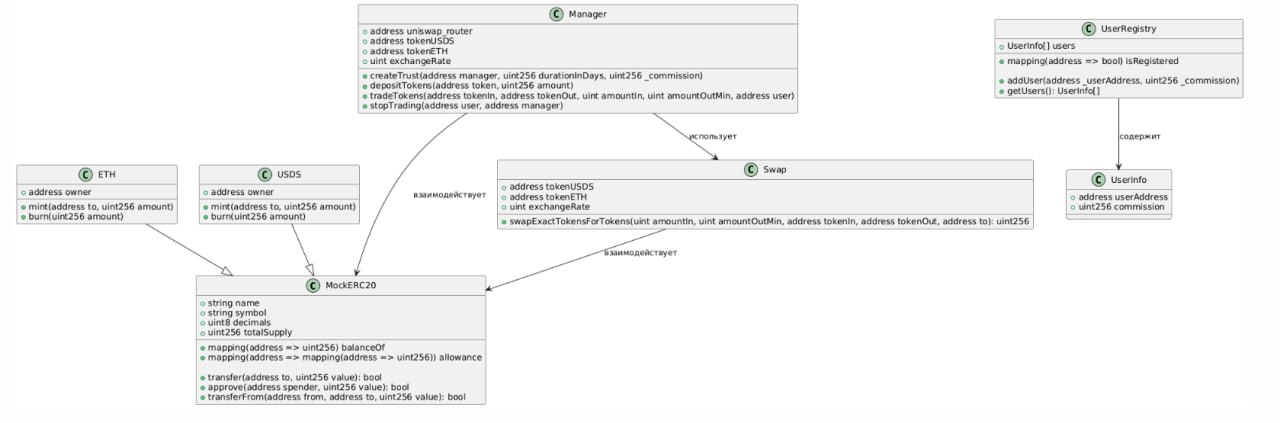 C Manager
address uniswap_router
address tokenUSDS
address tokenETH
uint exchangeRate
createTrust(address manager, uint256 durationInDays, uint256 _commission)
depositTokens(address token, uint256 amount)
tradeTokens(address tokenIn, address tokenOut, uint amountIn, uint amountOutMin, address user)
stopTrading(address user, address manager)
C UserRegistry
UserInfo[] users
mapping(address => bool) isRegistered
addUser(address _userAddress, uint256 _commission)
getUsers(): UserInfo[]
использует
содержит
C ETH
address owner
mint(address to, uint256 amount)
burn(uint256 amount)
C USDS
address owner
mint(address to, uint256 amount)
burn(uint256 amount)
взаимодействует
C Swap
address tokenUSDS
address tokenETH
uint exchangeRate
swapExactTokensForTokens(uint amountIn, uint amountOutMin, address tokenIn, address tokenOut, address to): uint256
C UserInfo
address userAddress
uint256 commission
взаимодействует
C MockERC20
string name
string symbol
uint8 decimals
uint256 totalSupply
mapping(address => uint256) balanceOf
mapping(address => mapping(address => uint256)) allowance
transfer(address to, uint256 value): bool
approve(address spender, uint256 value): bool
transferFrom(address from, address to, uint256 value): bool